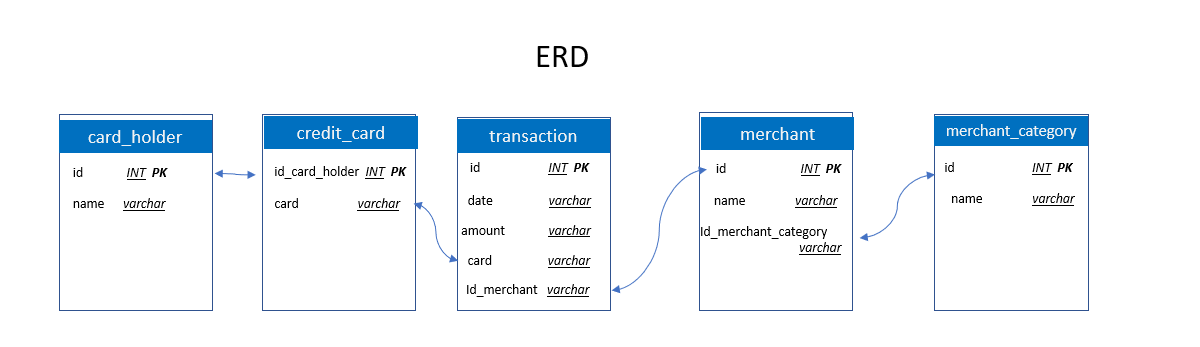 ERD
card_holder
id INT PK
name varchar
credit_card
id_card_holder INT PK
card varchar
transaction
id INT PK
date varchar
amount varchar
card varchar
Id_merchant varchar
merchant
id INT PK
name varchar
Id_merchant_category
varchar
merchant_category
id INT PK
name varchar